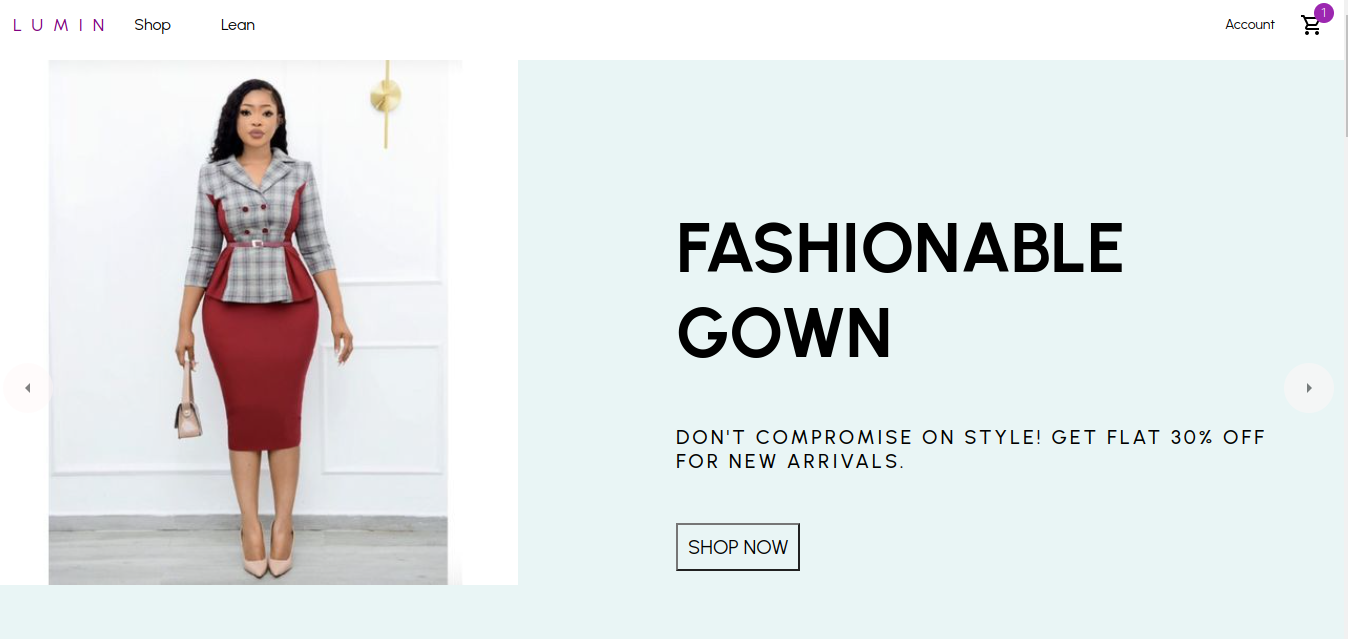 LUMIN Shop Lean Account 1
FASHIONABLE
GOWN
DON'T COMPROMISE ON STYLE! GET FLAT 30% OFF
FOR NEW ARRIVALS.
SHOP NOW